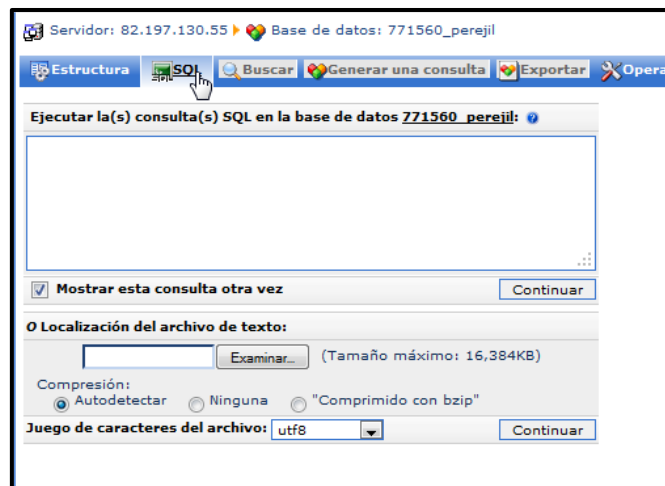 Servidor: 82.197.130.55 Base de datos: 771560_perejil
Estructura SQL Buscar Generar una consulta Exportar Opera
Ejecutar la(s) consulta(s) SQL en la base de datos 771560_perejil:
Mostrar esta consulta otra vez Continuar
O Localización del archivo de texto:
Examinar... (Tamaño máximo: 16,384KB)
Compresión:
Autodetectar Ninguna "Comprimido con bzip"
Juego de caracteres del archivo: utf8 Continuar